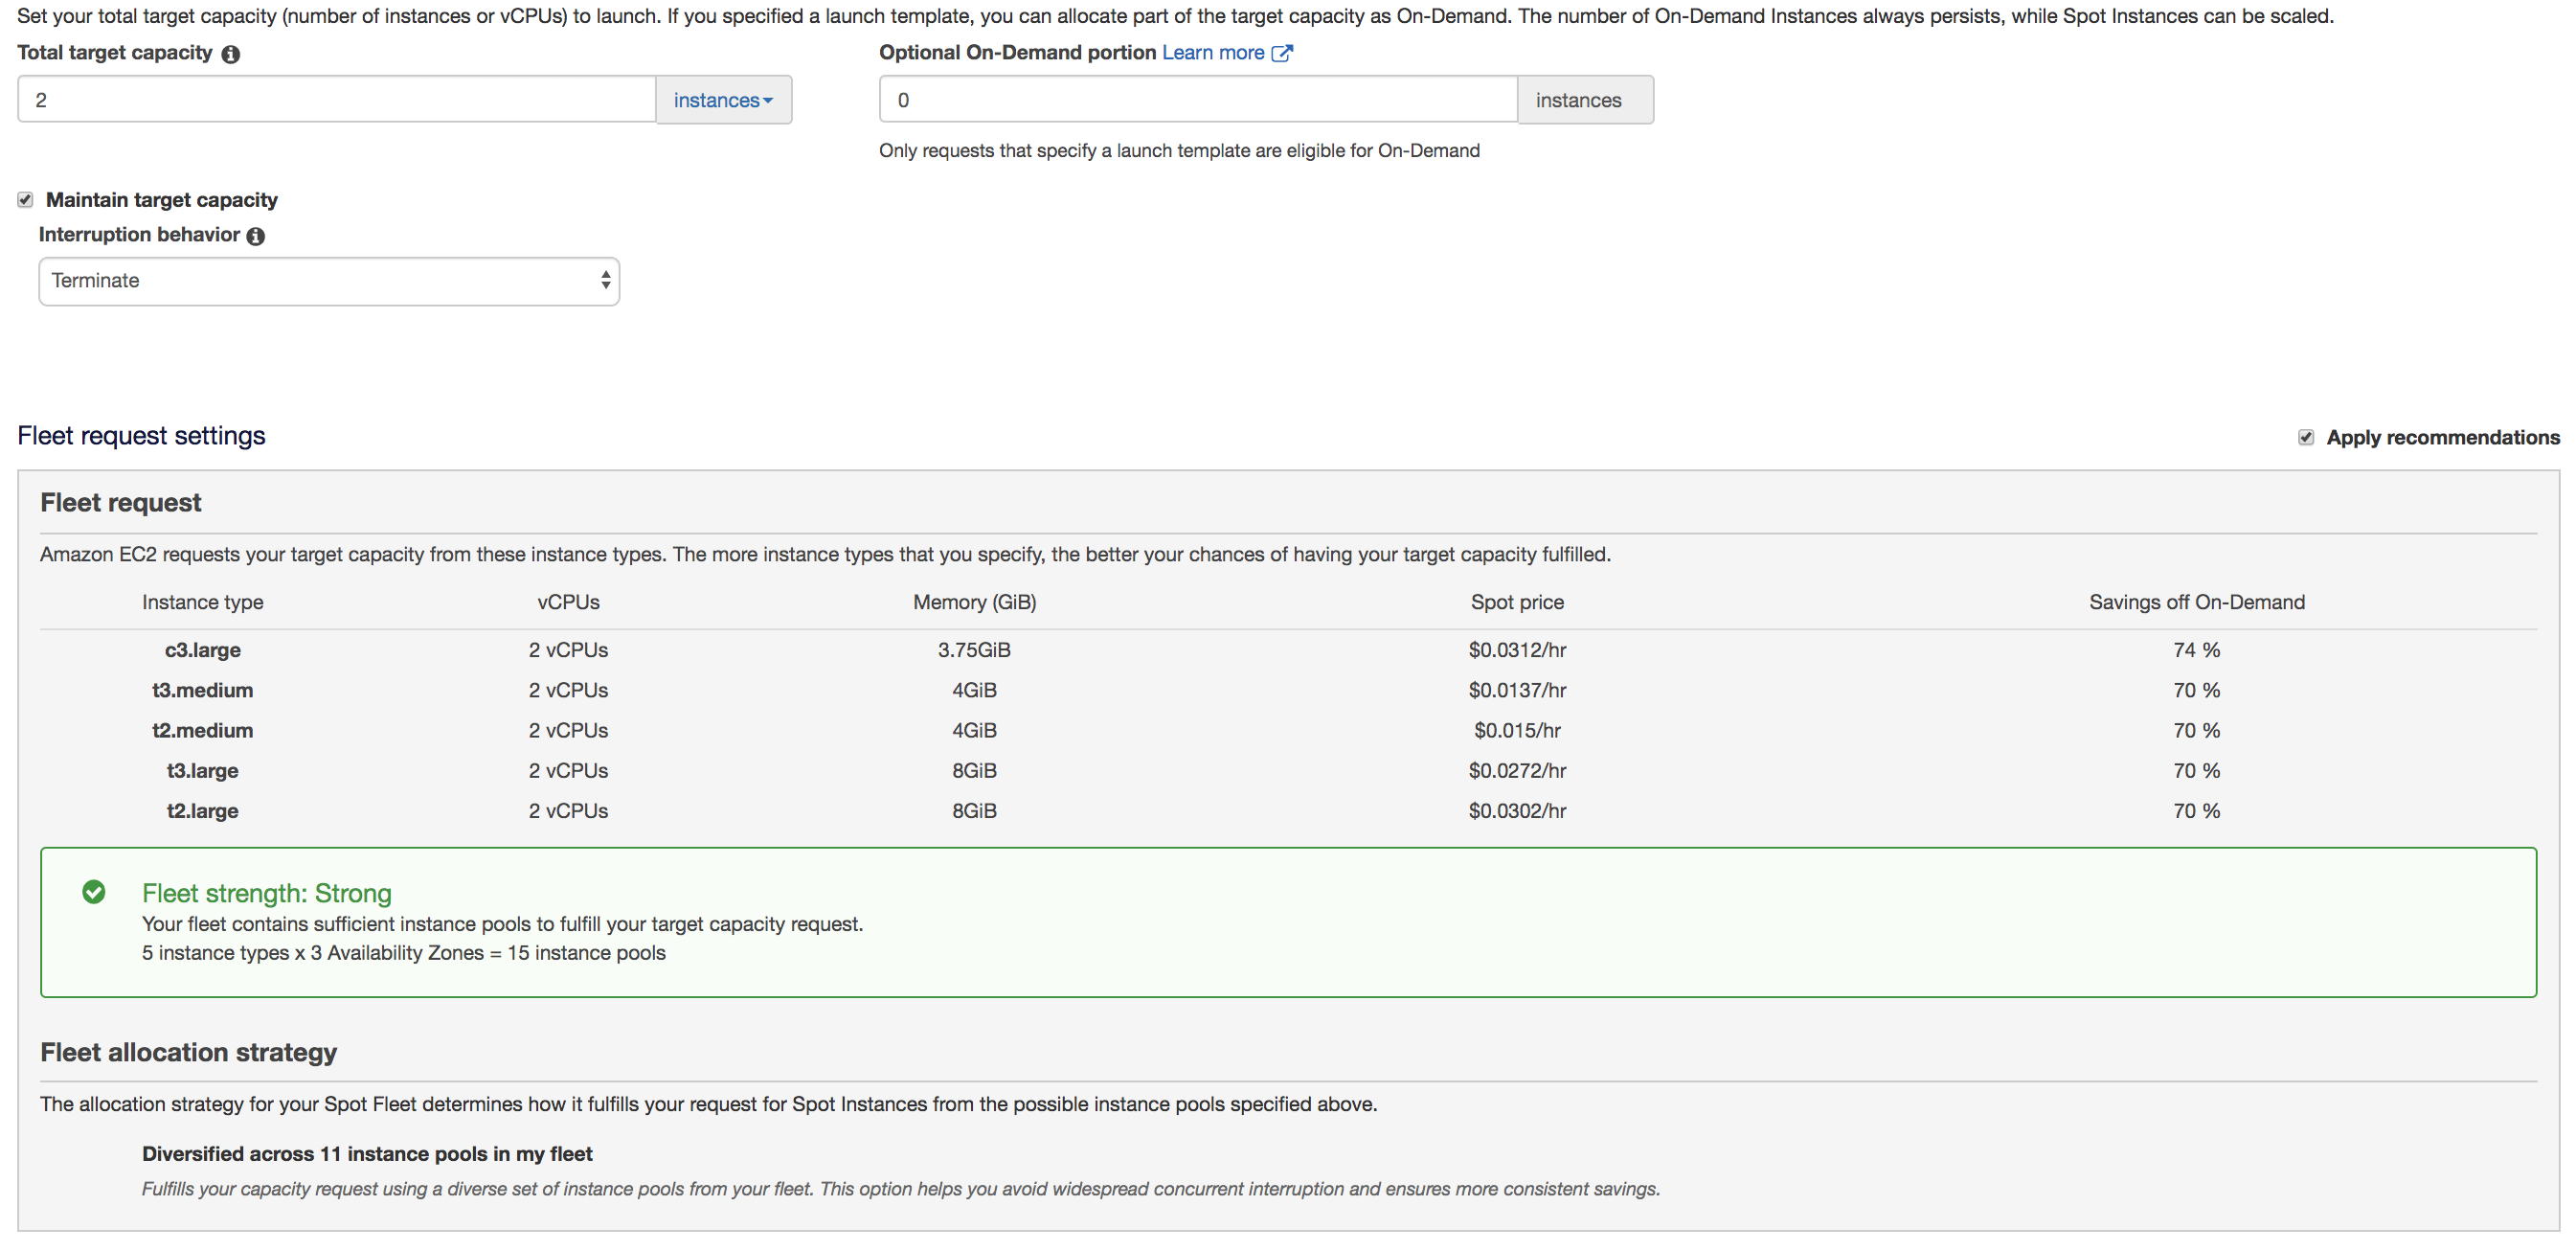 Set your total target capacity (number of instances or vCPUs) to launch. If you specified a launch template, you can allocate part of the target capacity as On-Demand. The number of On-Demand Instances always persists, while Spot Instances can be scaled.
Total target capacity Optional On-Demand portion Learn more
2 instances 0 instances
Only requests that specify a launch template are eligible for On-Demand
Maintain target capacity
Interruption behavior
Terminate
Fleet request settings Apply recommendations
Fleet request
Amazon EC2 requests your target capacity from these instance types. The more instance types that you specify, the better your chances of having your target capacity fulfilled.
Instance type vCPUs Memory (GiB) Spot price Savings off On-Demand
c3.large 2 vCPUs 3.75GiB $0.0312/hr 74 %
t3.medium 2 vCPUs 4GiB $0.0137/hr 70 %
t2.medium 2 vCPUs 4GiB $0.015/hr 70 %
t3.large 2 vCPUs 8GiB $0.0272/hr 70 %
t2.large 2 vCPUs 8GiB $0.0302/hr 70 %
Fleet strength: Strong
Your fleet contains sufficient instance pools to fulfill your target capacity request.
5 instance types x 3 Availability Zones = 15 instance pools
Fleet allocation strategy
The allocation strategy for your Spot Fleet determines how it fulfills your request for Spot Instances from the possible instance pools specified above.
Diversified across 11 instance pools in my fleet
Fulfills your capacity request using a diverse set of instance pools from your fleet. This option helps you avoid widespread concurrent interruption and ensures more consistent savings.